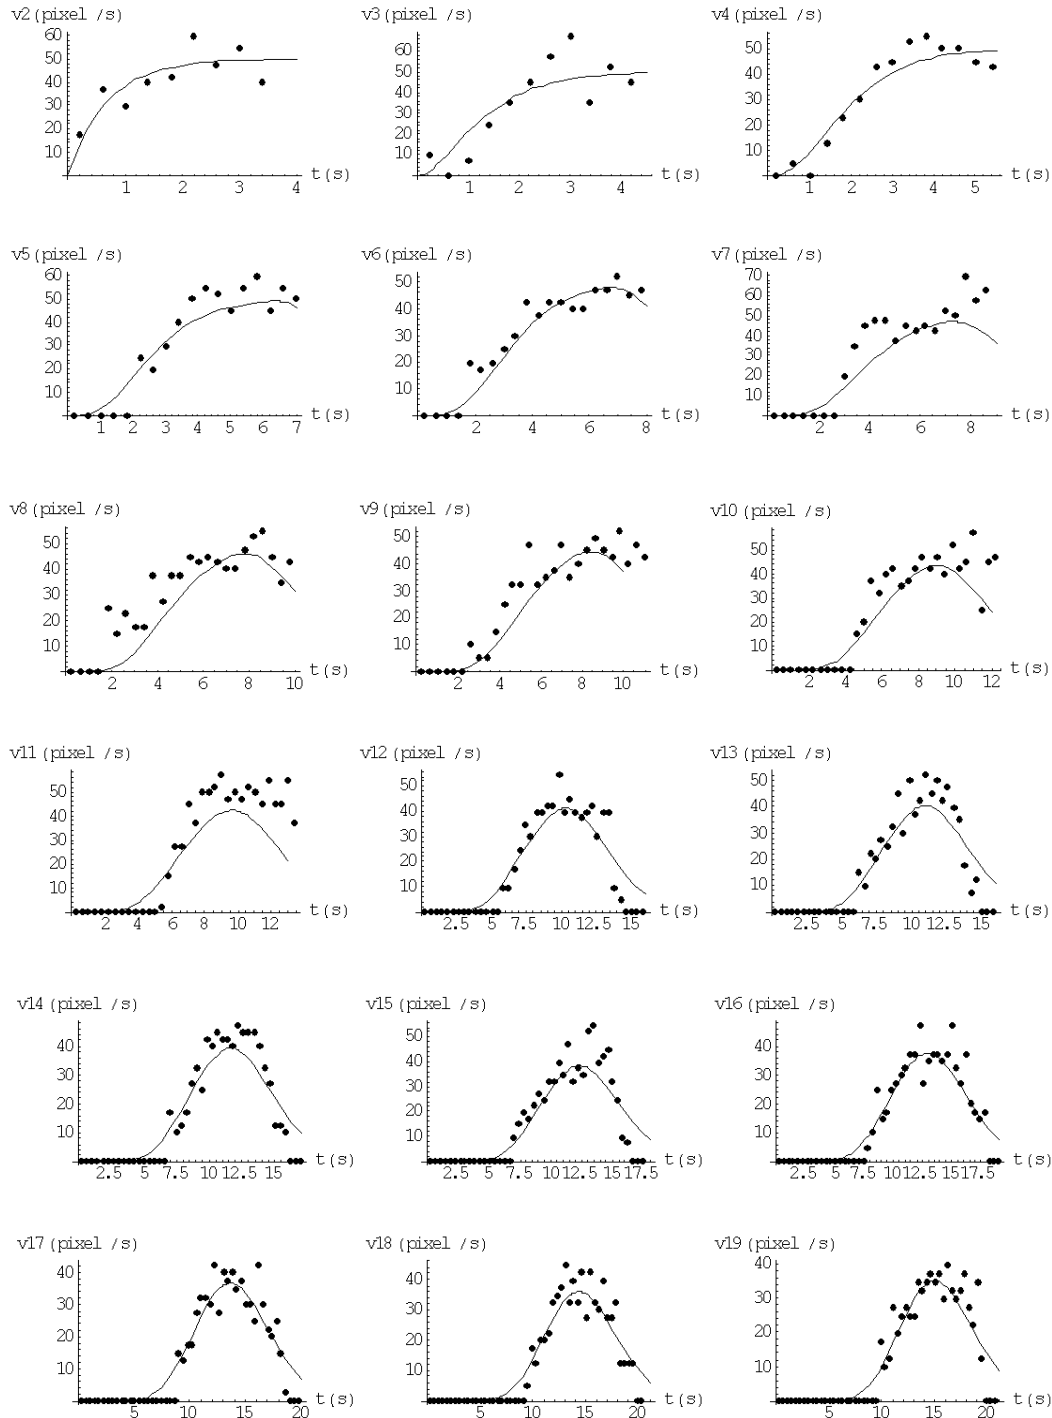 v2(pixel /s) v3(pixel /s) v4(pixel /s)
60 60 50
50 50 40
40 40 30
30 30 20
20 20 10
10 10
1 2 3 4 t(s) 1 2 3 4 t(s) 1 2 3 4 5 t(s)
v5(pixel /s) v6(pixel /s) v7(pixel /s)
60 50 70
50 40 60
40 30 50
30 20 40
20 10 30
10 20
10
1 2 3 4 5 6 7 t(s) 2 4 6 8 t(s) 2 4 6 8 t(s)
v8(pixel /s) v9(pixel /s) v10(pixel /s)
50 50 50
40 40 40
30 30 30
20 20 20
10 10 10
2 4 6 8 10 t(s) 2 4 6 8 10 t(s) 2 4 6 8 10 12 t(s)
v11(pixel /s) v12(pixel /s) v13(pixel /s)
50 50 50
40 40 40
30 30 30
20 20 20
10 10 10
2 4 6 8 10 12 t(s) 2.5 5 7.5 10 12.5 15 t(s) 2.5 5 7.5 10 12.5 15 t(s)
v14(pixel /s) v15(pixel /s) v16(pixel /s)
40 50 40
30 40 30
20 30 20
10 20 10
10
2.5 5 7.5 10 12.5 15 t(s) 2.5 5 7.5 10 12.5 15 17.5 t(s) 2.5 5 7.5 10 12.5 15 17.5 t(s)
v17(pixel /s) v18(pixel /s) v19(pixel /s)
40 40 40
30 30 30
20 20 20
10 10 10
5 10 15 20 t(s) 5 10 15 20 t(s) 5 10 15 20 t(s)